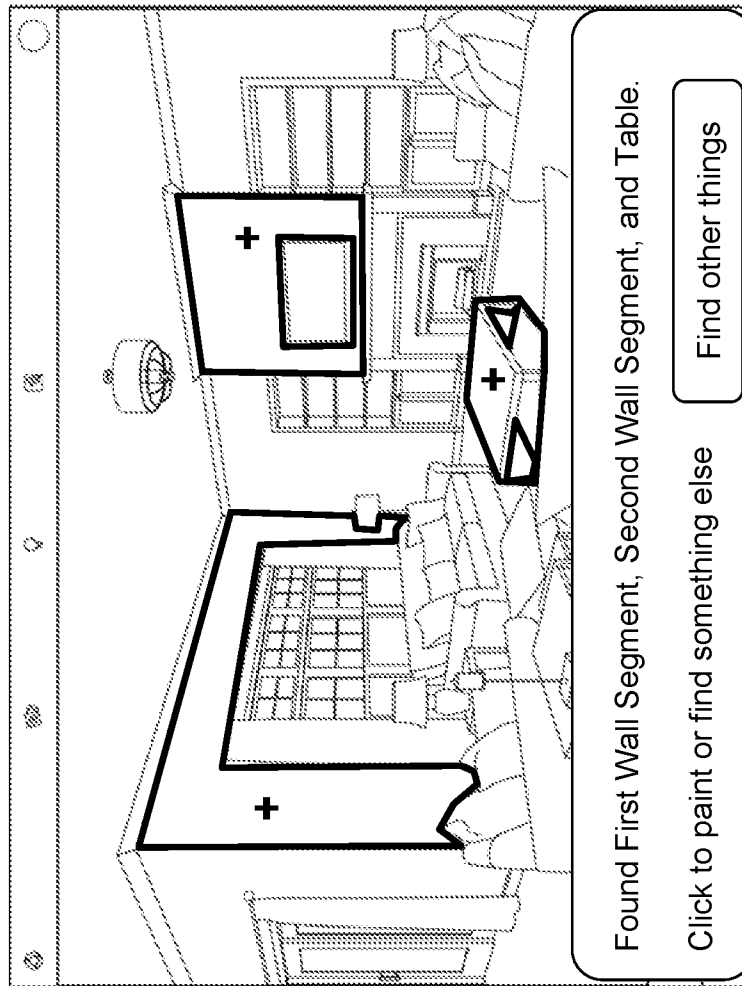 Found First Wall Segment, Second Wall Segment, and Table.
Click to paint or find something else
Find other things